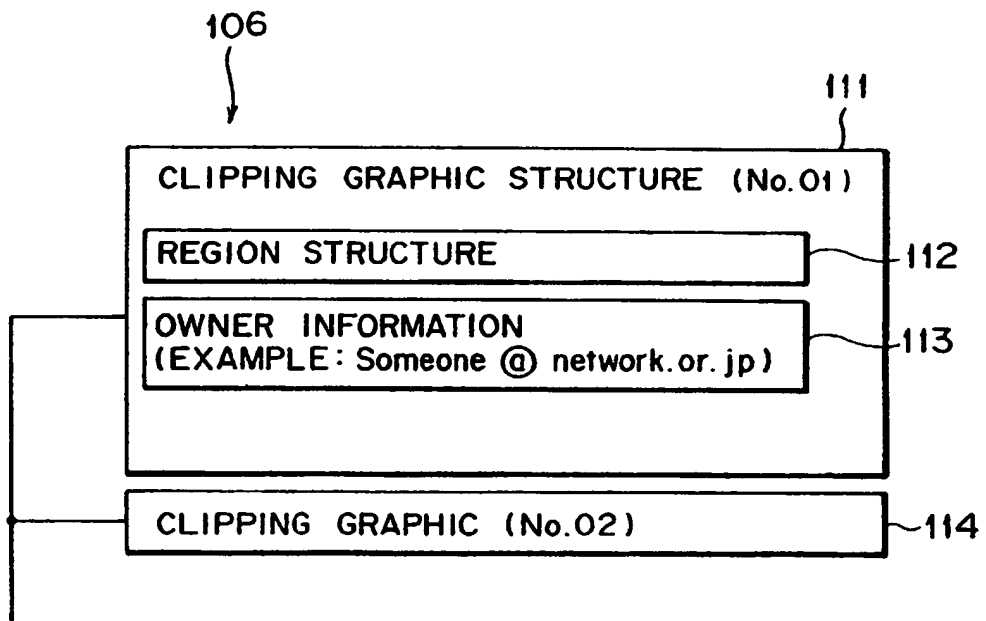 106
111
CLIPPING GRAPHIC STRUCTURE (No.01)
REGION STRUCTURE
112
OWNER INFORMATION
(EXAMPLE: Someone @ network.or.jp)
113
CLIPPING GRAPHIC (No.02)
114